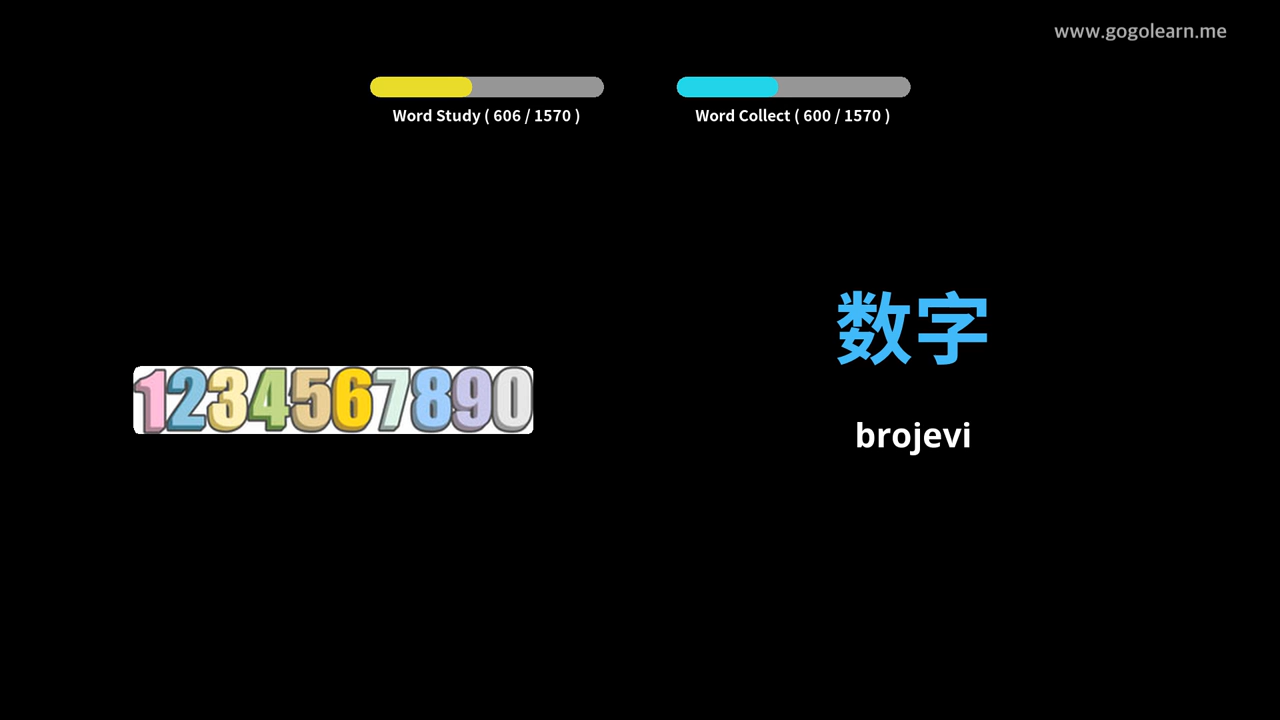 www.gogolearn.me
Word Study ( 606 / 1570 )
Word Collect ( 600 / 1570 )
1234567890
数字
brojevi